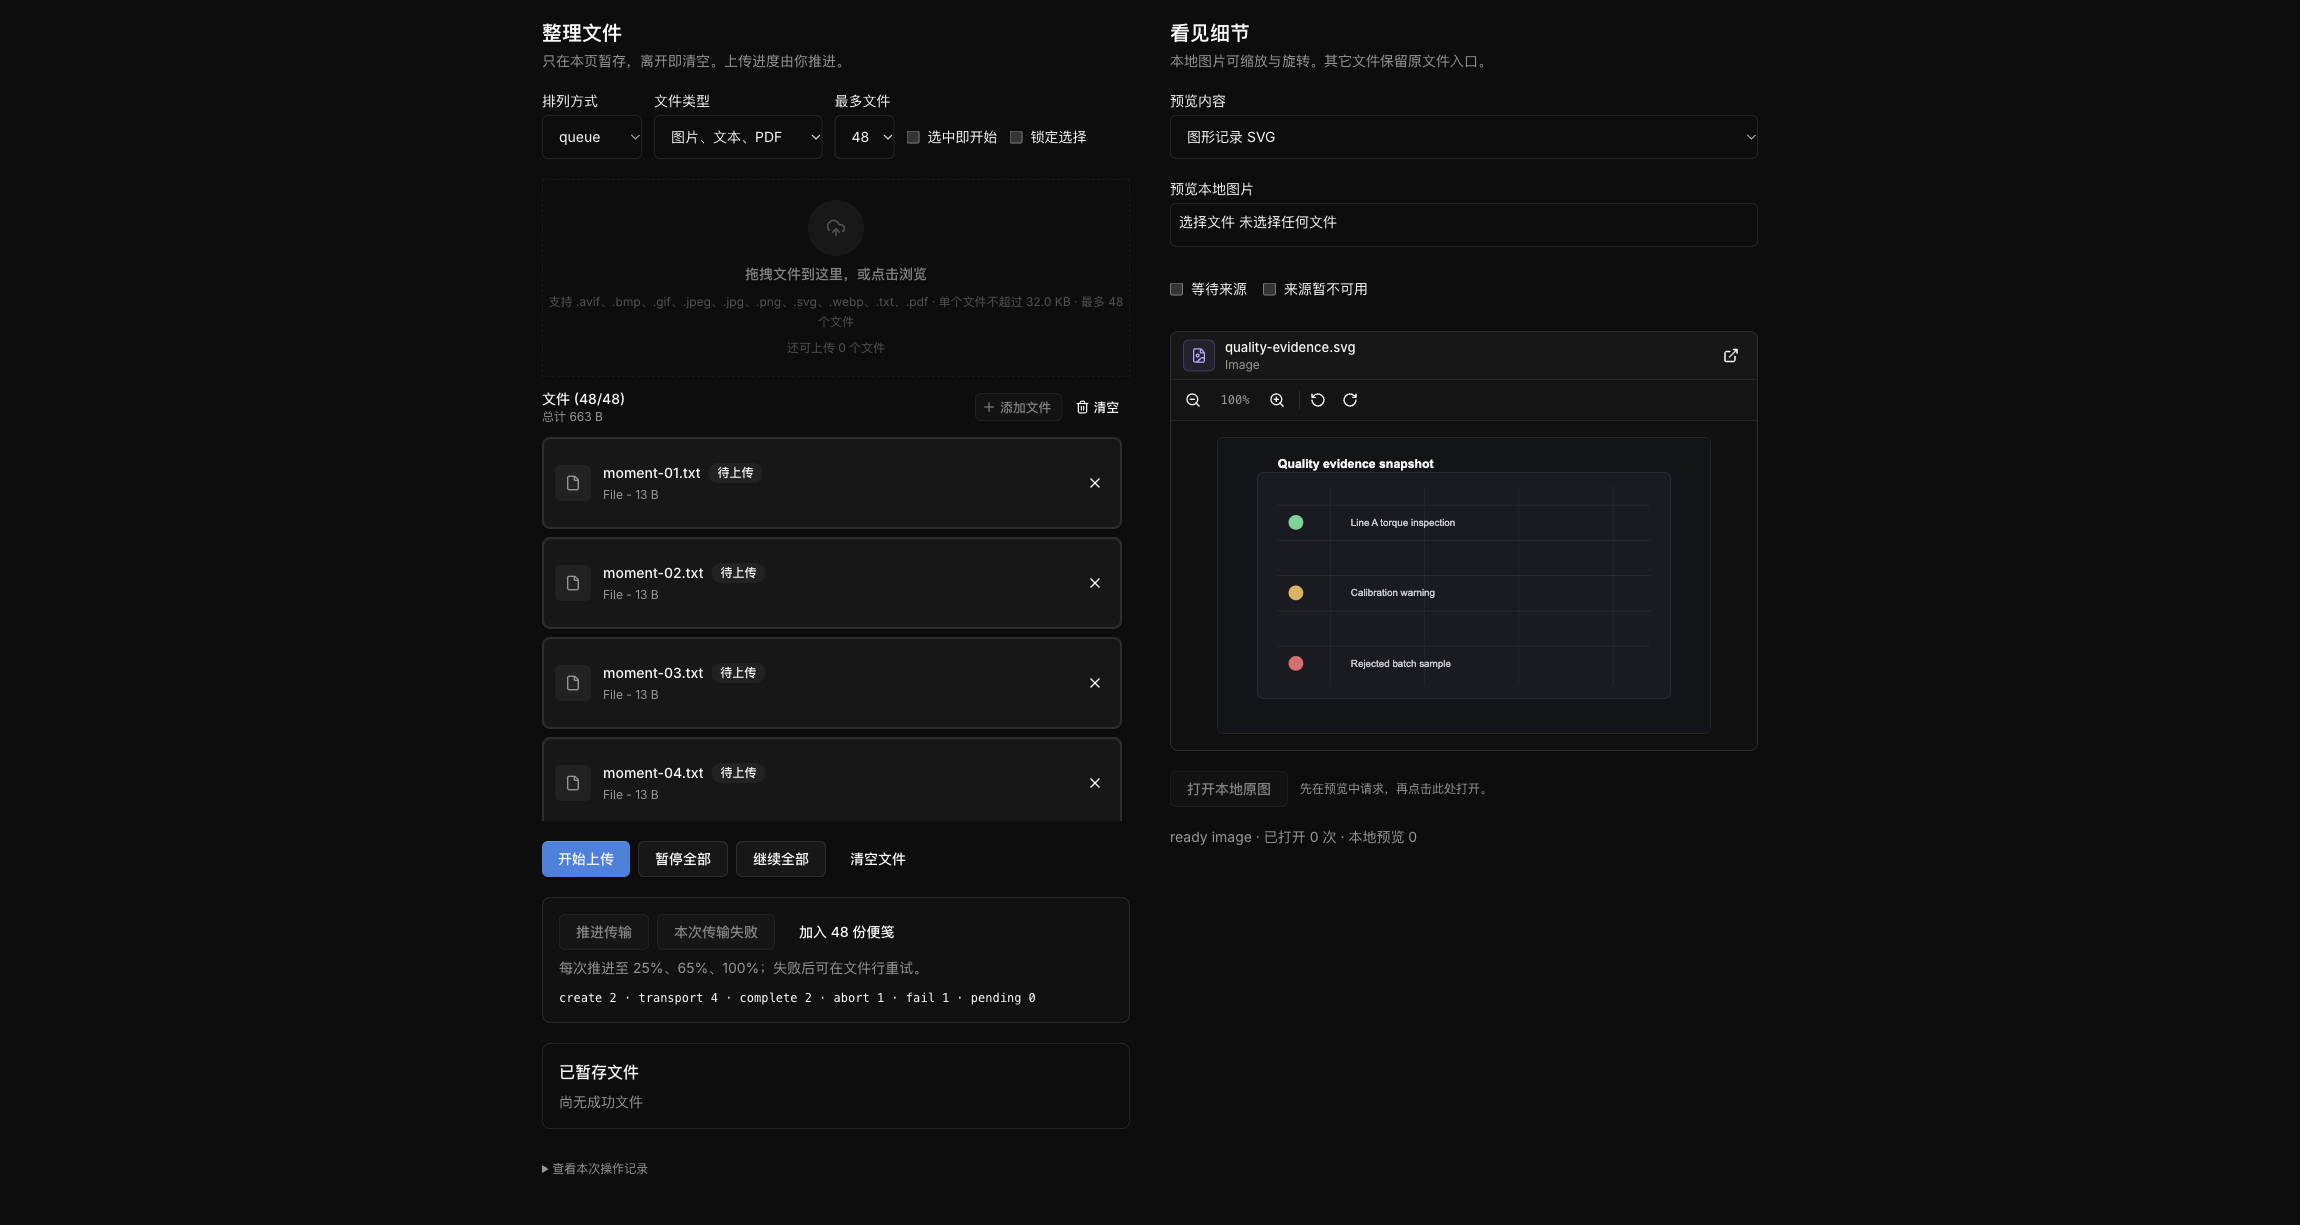 整理文件
只在本页暂存，离开即清空。上传进度由你推进。
排列方式
文件类型
最多文件
queue
图片、文本、PDF
48
选中即开始
锁定选择
拖拽文件到这里，或点击浏览
支持 .avif、.bmp、.gif、.jpeg、.jpg、.png、.svg、.webp、.txt、.pdf · 单个文件不超过 32.0 KB · 最多 48
个文件
还可上传 0 个文件
文件 (48/48)
总计 663 B
添加文件
清空
moment-01.txt
待上传
File - 13 B
moment-02.txt
待上传
File - 13 B
moment-03.txt
待上传
File - 13 B
moment-04.txt
待上传
File - 13 B
开始上传
暂停全部
继续全部
清空文件
推进传输
本次传输失败
加入 48 份便笺
每次推进至 25%、65%、100%；失败后可在文件行重试。
create 2 · transport 4 · complete 2 · abort 1 · fail 1 · pending 0
已暂存文件
尚无成功文件
查看本次操作记录
看见细节
本地图片可缩放与旋转。其它文件保留原文件入口。
预览内容
图形记录 SVG
预览本地图片
选择文件 未选择任何文件
等待来源
来源暂不可用
quality-evidence.svg
Image
100%
Quality evidence snapshot
Line A torque inspection
Calibration warning
Rejected batch sample
打开本地原图
先在预览中请求，再点击此处打开。
ready image · 已打开 0 次 · 本地预览 0